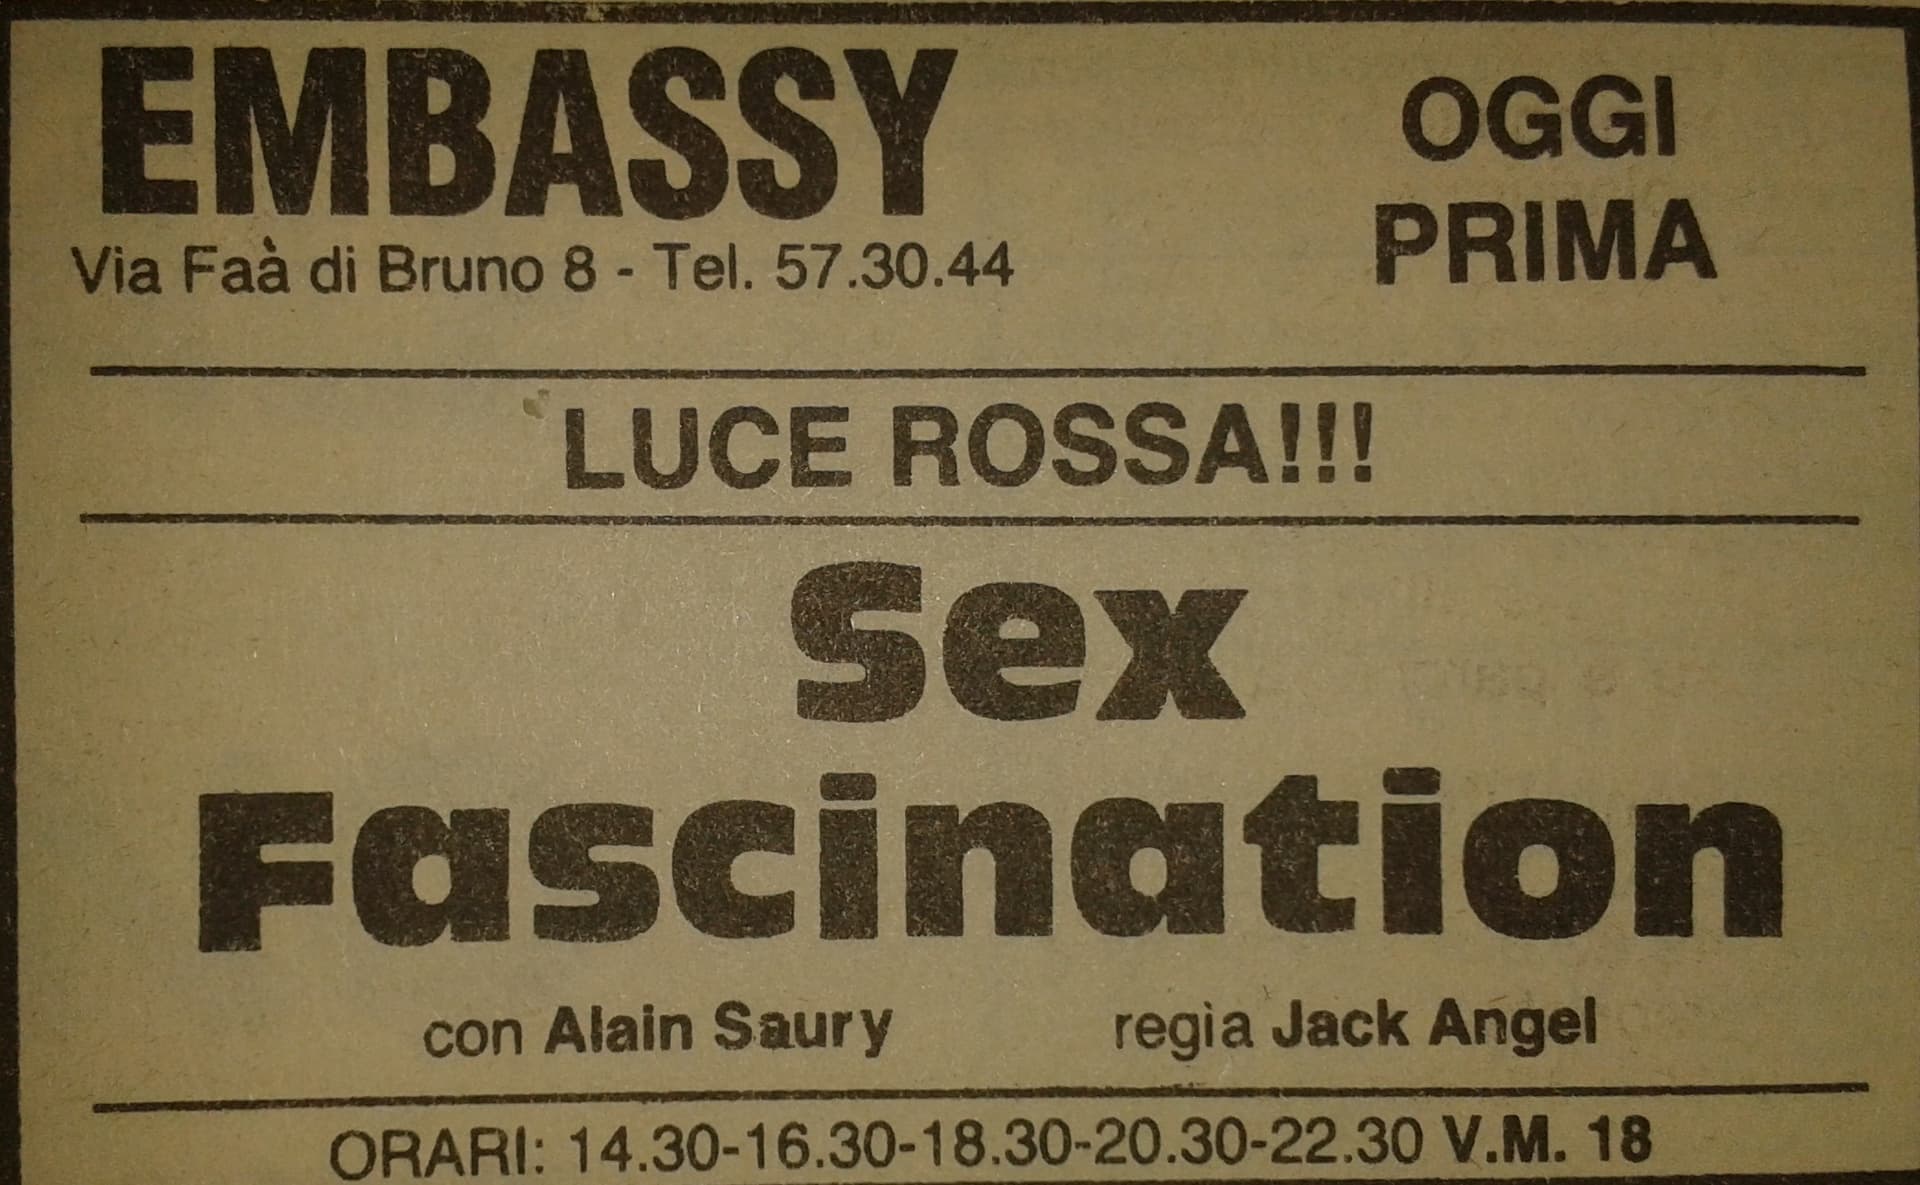 EMBASSY
Via Faà di Bruno 8 - Tel. 57.30.44
OGGI
PRIMA
LUCE ROSSA!!!
Sex
Fascination
con Alain Saury
regia Jack Angel
ORARI: 14.30-16.30-18.30-20.30-22.30 V.M. 18